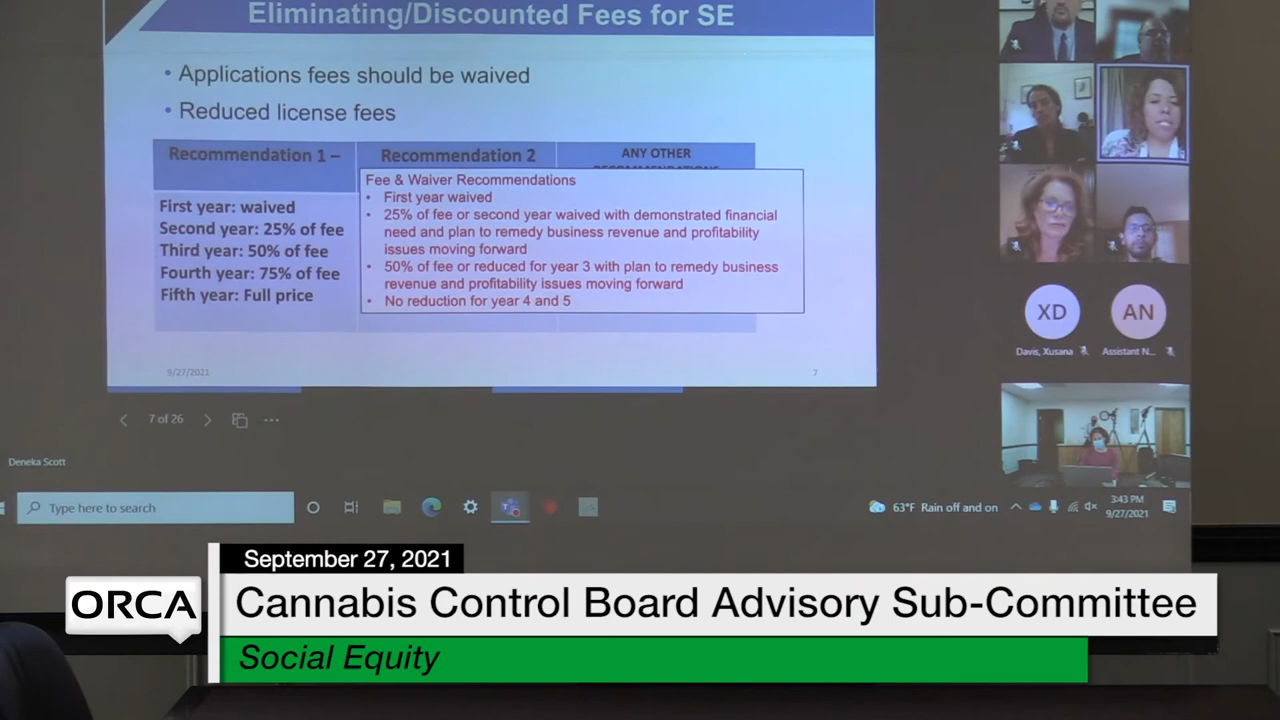 Eliminating/Discounted Fees for SE
• Applications fees should be waived
• Reduced license fees
Recommendation 1 –
Recommendation 2
ANY OTHER
First year: waived
Second year: 25% of fee
Third year: 50% of fee
Fourth year: 75% of fee
Fifth year: Full price
Fee & Waiver Recommendations
• First year waived
• 25% of fee or second year waived with demonstrated financial
need and plan to remedy business revenue and profitability
issues moving forward
• 50% of fee or reduced for year 3 with plan to remedy business
revenue and profitability issues moving forward
• No reduction for year 4 and 5
9/27/2021
7
XD
AN
Davis, Xusana
Assistant N...
7 of 26
Deneka Scott
Type here to search
63°F Rain off and on
3:43 PM
9/27/2021
September 27, 2021
ORCA
Cannabis Control Board Advisory Sub-Committee
Social Equity